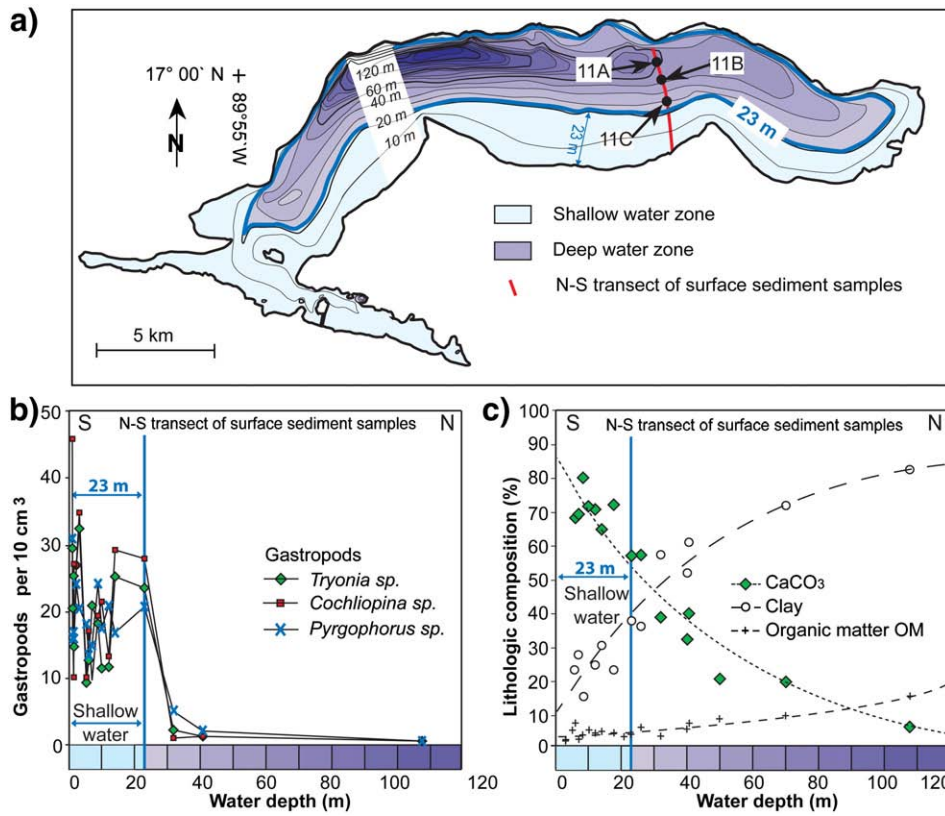 a)
17° 00` N
+ 89°55'W
N
120 m
60 m
40 m
20 m
10 m
11A
11B
11C
23 m
23 m
Shallow water zone
Deep water zone
N-S transect of surface sediment samples
5 km
b)
S N-S transect of surface sediment samples N
Gastropods per 10 cm³
50
40
30
20
10
0
23 m
Gastropods
Tryonia sp.
Cochliopina sp.
Pyrgophorus sp.
Shallow
water
0 20 40 60 80 100 120
Water depth (m)
c)
S N-S transect of surface sediment samples N
Lithologic composition (%)
100
90
80
70
60
50
40
30
20
10
0
23 m
Shallow
water
CaCO₃
Clay
Organic matter OM
0 20 40 60 80 100 120
Water depth (m)